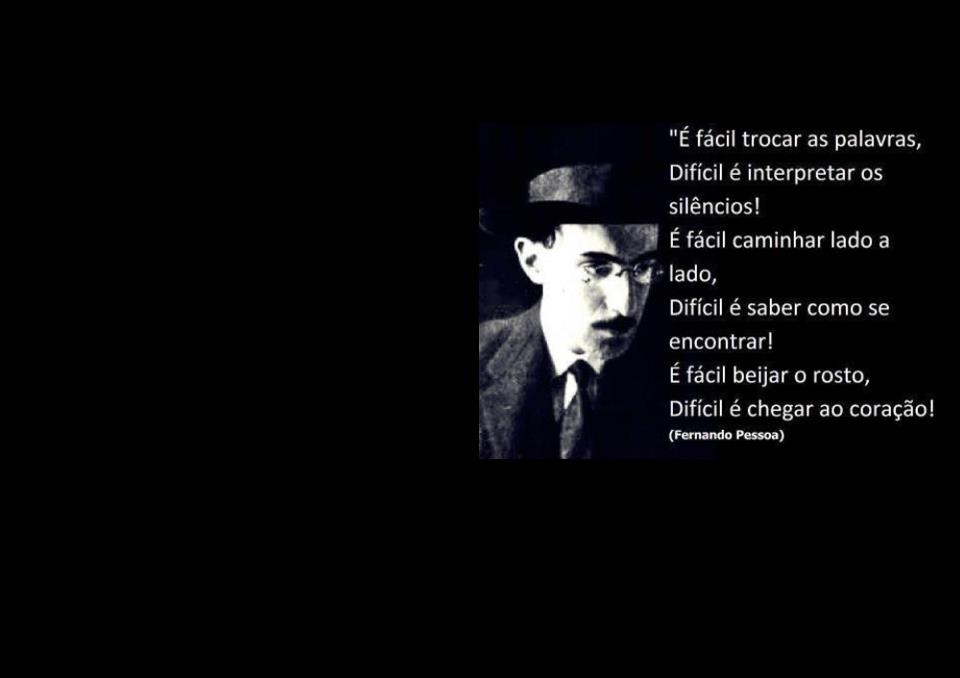 "É fácil trocar as palavras,
Difícil é interpretar os
silêncios!
É fácil caminhar lado a
lado,
Difícil é saber como se
encontrar!
É fácil beijar o rosto,
Difícil é chegar ao coração!
(Fernando Pessoa)